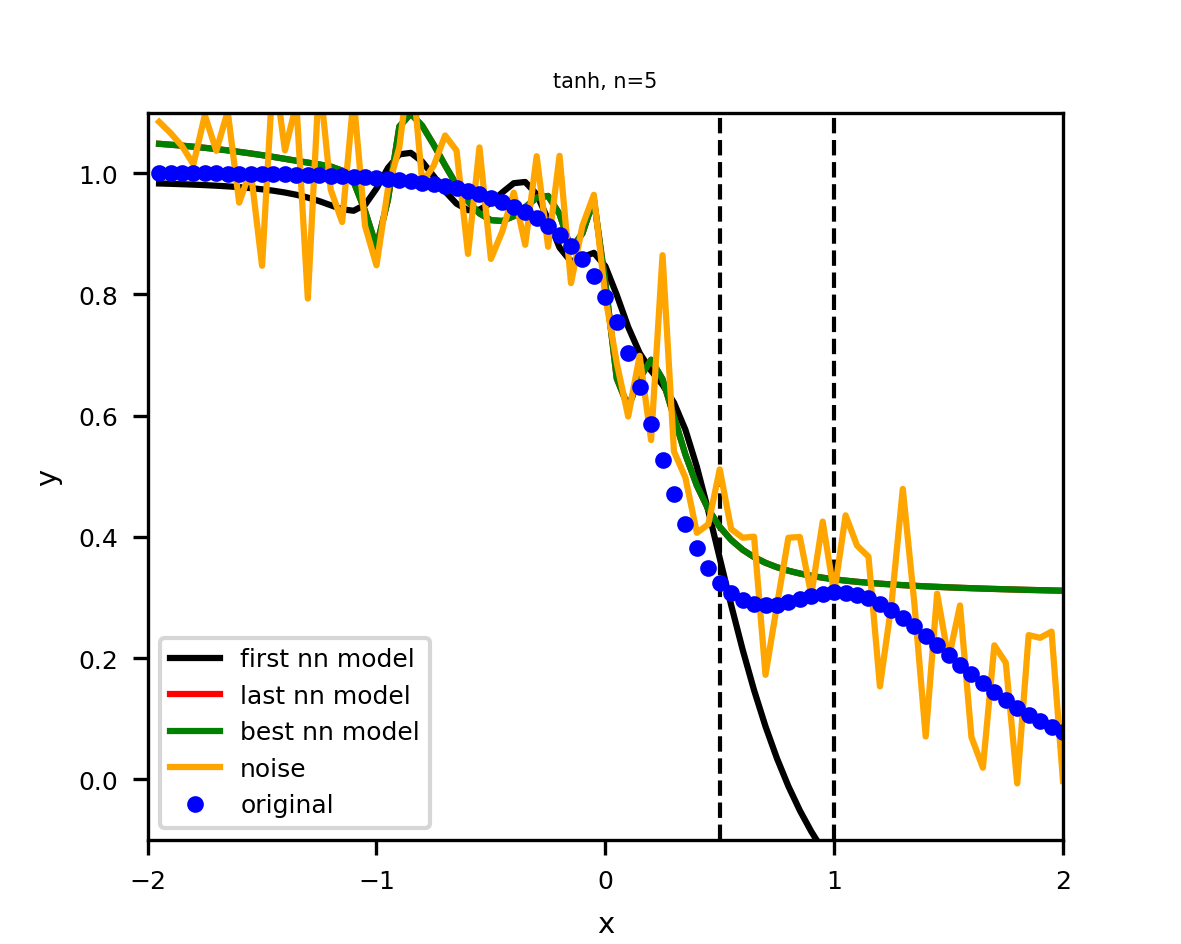 tanh, n=5
y
1.0
0.8
0.6
0.4
0.2
0.0
first nn model
last nn model
best nn model
noise
original
−2
−1
0
1
2
x